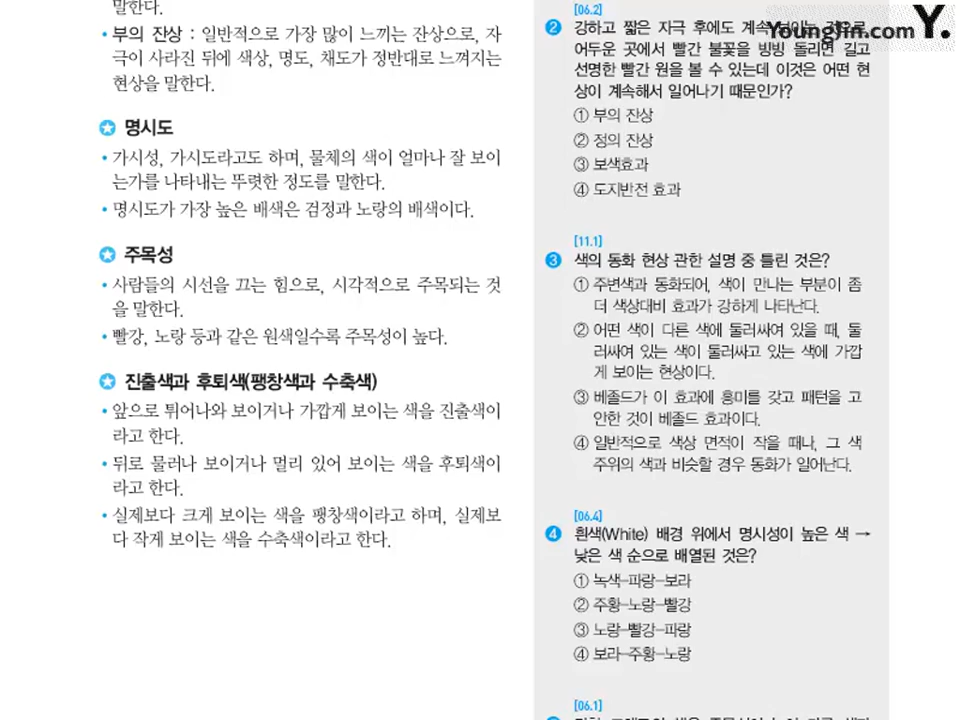 말한다.
• 부의 잔상 : 일반적으로 가장 많이 느끼는 잔상으로, 자
극이 사라진 뒤에 색상, 명도, 채도가 정반대로 느껴지는
현상을 말한다.
명시도
• 가시성, 가시도라고도 하며, 물체의 색이 얼마나 잘 보이
는가를 나타내는 뚜렷한 정도를 말한다.
• 명시도가 가장 높은 배색은 검정과 노랑의 배색이다.
주목성
• 사람들의 시선을 끄는 힘으로, 시각적으로 주목되는 것
을 말한다.
• 빨강, 노랑 등과 같은 원색일수록 주목성이 높다.
진출색과 후퇴색(팽창색과 수축색)
• 앞으로 튀어나와 보이거나 가깝게 보이는 색을 진출색이
라고 한다.
• 뒤로 물러나 보이거나 멀리 있어 보이는 색을 후퇴색이
라고 한다.
• 실제보다 크게 보이는 색을 팽창색이라고 하며, 실제보
다 작게 보이는 색을 수축색이라고 한다.
Youngjin.com Y.
[06.2]
2 강하고 짧은 자극 후에도 계속
어두운 곳에서 빨간 불꽃을 빙빙 돌리면 길고
선명한 빨간 원을 볼 수 있는데 이것은 어떤 현
상이 계속해서 일어나기 때문인가?
① 부의 잔상
② 정의 잔상
③ 보색효과
④ 도지반전 효과
[11.1]
3 색의 동화 현상 관한 설명 중 틀린 것은?
① 주변색과 동화되어, 색이 만나는 부분이 좀
더 색상대비 효과가 강하게 나타난다.
② 어떤 색이 다른 색에 둘러싸여 있을 때, 둘
러싸여 있는 색이 둘러싸고 있는 색에 가깝
게 보이는 현상이다.
③ 베졸드가 이 효과에 흥미를 갖고 패턴을 고
안한 것이 베졸드 효과이다.
④ 일반적으로 색상 면적이 작을 때나, 그 색
주위의 색과 비슷할 경우 동화가 일어난다.
[06.4]
4 흰색(White) 배경 위에서 명시성이 높은 색 →
낮은 색 순으로 배열된 것은?
① 녹색-파랑-보라
② 주황-노랑-빨강
③ 노랑-빨강-파랑
④ 보라-주황-노랑
[06.1]